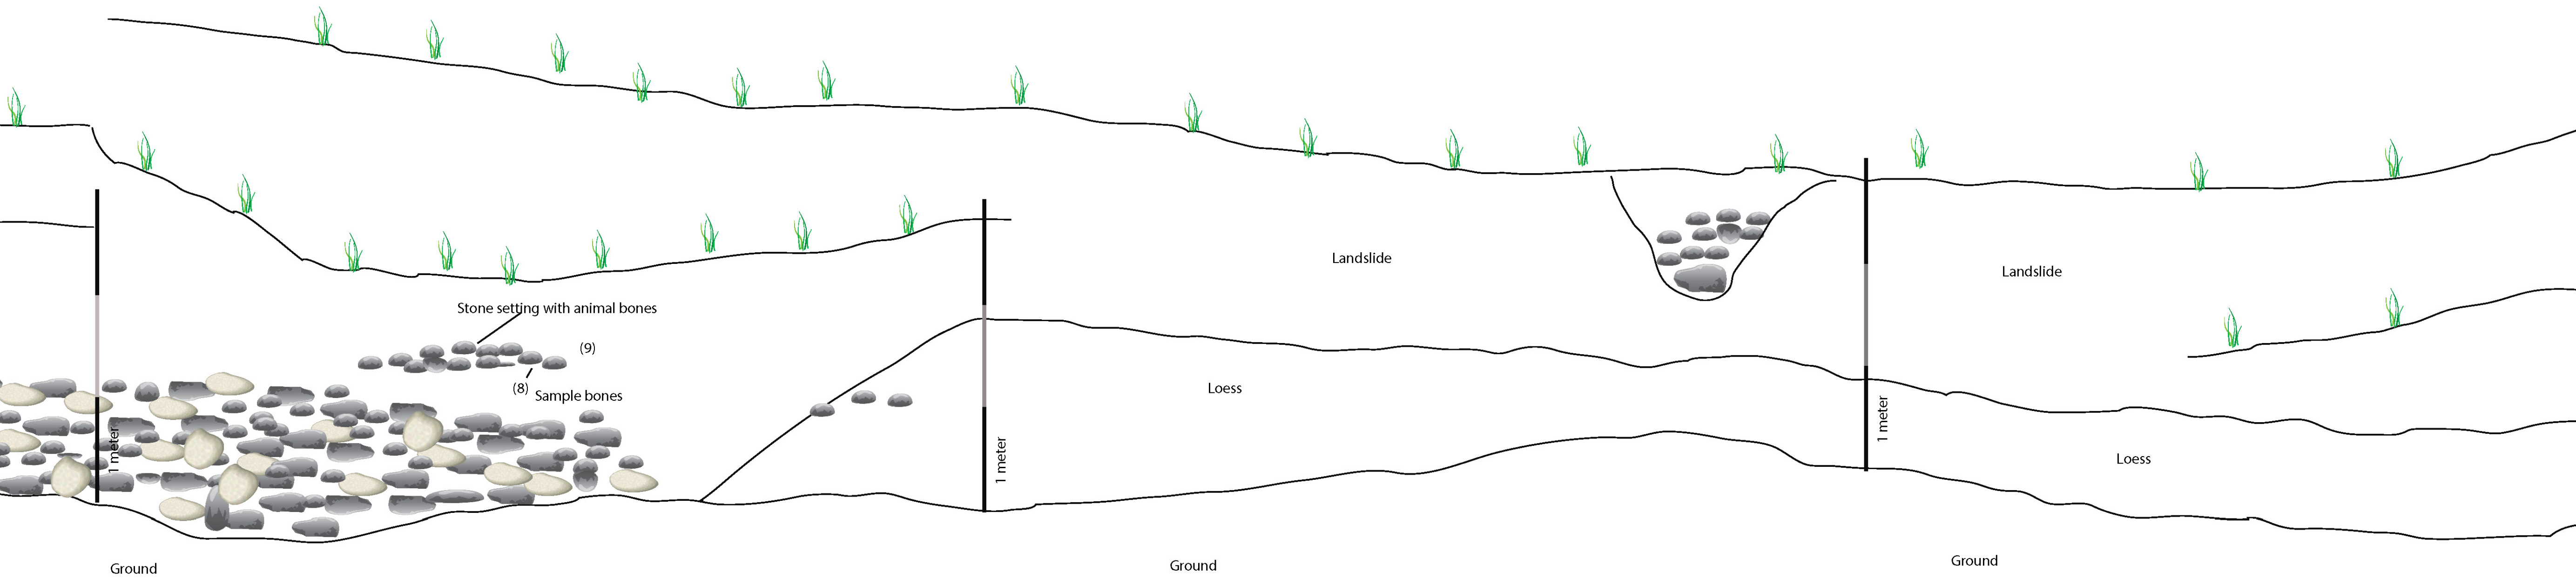 Landslide
Landslide
Stone setting with animal bones
(9)
(8)
Sample bones
Loess
1 meter
1 meter
1 meter
Loess
Ground
Ground
Ground